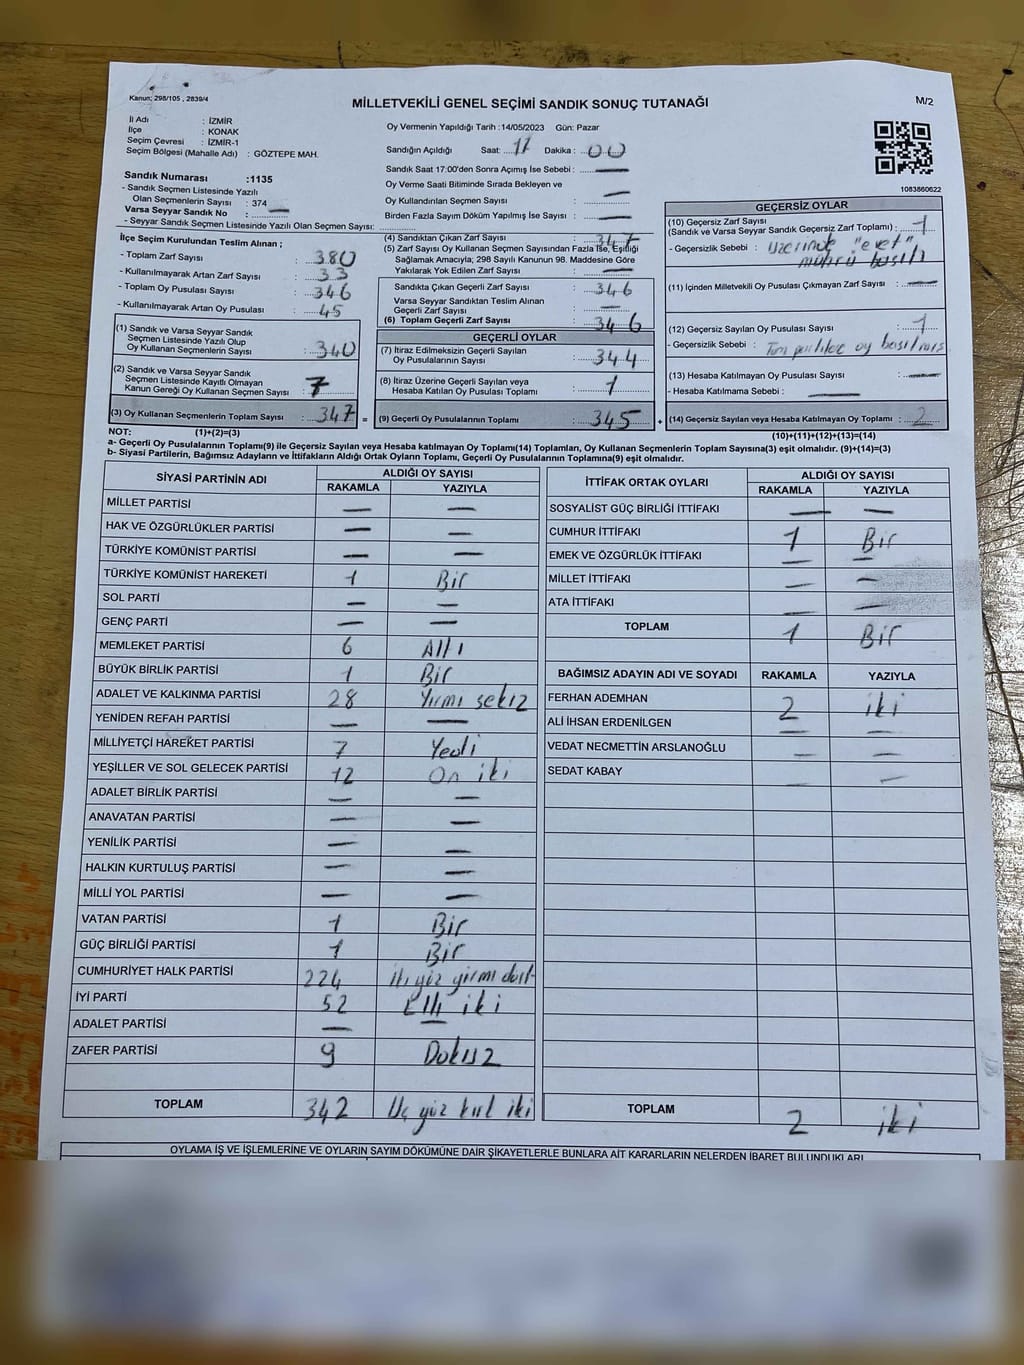 Kanun; 298/105 , 2839/4
MİLLETVEKİLİ GENEL SEÇİMİ SANDIK SONUÇ TUTANAĞI
M/2
İl Adı : İZMİR
İlçe : KONAK
Seçim Çevresi : İZMİR-1
Seçim Bölgesi (Mahalle Adı) : GÖZTEPE MAH.
Sandık Numarası :1135
- Sandık Seçmen Listesinde Yazılı
Olan Seçmenlerin Sayısı : 374
Varsa Seyyar Sandık No : —
- Seyyar Sandık Seçmen Listesinde Yazılı Olan Seçmen Sayısı:
Oy Vermenin Yapıldığı Tarih :14/05/2023 Gün: Pazar
Sandığın Açıldığı Saat: 17 Dakika : 00
Sandık Saat 17:00'den Sonra Açılmış İse Sebebi : —
Oy Verme Saati Bitiminde Sırada Bekleyen ve
Oy Kullandırılan Seçmen Sayısı : —
Birden Fazla Sayım Döküm Yapılmış İse Sayısı : —
1083860622
İlçe Seçim Kurulundan Teslim Alınan ;
- Toplam Zarf Sayısı : 380
- Kullanılmayarak Artan Zarf Sayısı : 33
- Toplam Oy Pusulası Sayısı : 346
- Kullanılmayarak Artan Oy Pusulası : 45
(1) Sandık ve Varsa Seyyar Sandık
Seçmen Listesinde Yazılı Olup
Oy Kullanan Seçmenlerin Sayısı : 340
(2) Sandık ve Varsa Seyyar Sandık
Seçmen Listesinde Kayıtlı Olmayan
Kanun Gereği Oy Kullanan Seçmen Sayısı : 7
(3) Oy Kullanan Seçmenlerin Toplam Sayısı : 347 =
(4) Sandıktan Çıkan Zarf Sayısı : 347
(5) Zarf Sayısı Oy Kullanan Seçmen Sayısından Fazla İse, Eşitliği
Sağlamak Amacıyla; 298 Sayılı Kanunun 98. Maddesine Göre
Yakılarak Yok Edilen Zarf Sayısı : —
Sandıkta Çıkan Geçerli Zarf Sayısı : 346
Varsa Seyyar Sandıktan Teslim Alınan
Geçerli Zarf Sayısı : —
(6) Toplam Geçerli Zarf Sayısı : 346
GEÇERLİ OYLAR
(7) İtiraz Edilmeksizin Geçerli Sayılan
Oy Pusulalarının Sayısı : 344
(8) İtiraz Üzerine Geçerli Sayılan veya
Hesaba Katılan Oy Pusulası Toplamı : 1
(9) Geçerli Oy Pusulalarının Toplamı : 345 +
GEÇERSİZ OYLAR
(10) Geçersiz Zarf Sayısı
(Sandık ve Varsa Seyyar Sandık Geçersiz Zarf Toplamı) : 1
- Geçersizlik Sebebi : Üzerinde "evet"
mührü basılı
(11) İçinden Milletvekili Oy Pusulası Çıkmayan Zarf Sayısı : —
(12) Geçersiz Sayılan Oy Pusulası Sayısı : 1
- Geçersizlik Sebebi : Tüm partilere oy basılmış
(13) Hesaba Katılmayan Oy Pusulası Sayısı : —
- Hesaba Katılmama Sebebi : —
(14) Geçersiz Sayılan veya Hesaba Katılmayan Oy Toplamı : 2
NOT: (1)+(2)=(3)
(10)+(11)+(12)+(13)=(14)
a- Geçerli Oy Pusulalarının Toplamı(9) ile Geçersiz Sayılan veya Hesaba katılmayan Oy Toplamı(14) Toplamları, Oy Kullanan Seçmenlerin Toplam Sayısına(3) eşit olmalıdır. (9)+(14)=(3)
b- Siyasi Partilerin, Bağımsız Adayların ve İttifakların Aldığı Ortak Oyların Toplamı, Geçerli Oy Pusulalarının Toplamına(9) eşit olmalıdır.
SİYASİ PARTİNİN ADI ALDIĞI OY SAYISI
RAKAMLA YAZIYLA
MİLLET PARTİSİ — —
HAK VE ÖZGÜRLÜKLER PARTİSİ — —
TÜRKİYE KOMÜNİST PARTİSİ — —
TÜRKİYE KOMÜNİST HAREKETİ 1 Bir
SOL PARTİ — —
GENÇ PARTİ — —
MEMLEKET PARTİSİ 6 Altı
BÜYÜK BİRLİK PARTİSİ 1 Bir
ADALET VE KALKINMA PARTİSİ 28 Yirmi sekiz
YENİDEN REFAH PARTİSİ — —
MİLLİYETÇİ HAREKET PARTİSİ 7 Yedi
YEŞİLLER VE SOL GELECEK PARTİSİ 12 On iki
ADALET BİRLİK PARTİSİ — —
ANAVATAN PARTİSİ — —
YENİLİK PARTİSİ — —
HALKIN KURTULUŞ PARTİSİ — —
MİLLİ YOL PARTİSİ — —
VATAN PARTİSİ 1 Bir
GÜÇ BİRLİĞİ PARTİSİ 1 Bir
CUMHURİYET HALK PARTİSİ 224 İki yüz yirmi dört
İYİ PARTİ 52 Elli iki
ADALET PARTİSİ — —
ZAFER PARTİSİ 9 Dokuz
TOPLAM 342 Üç yüz kırk iki
İTTİFAK ORTAK OYLARI ALDIĞI OY SAYISI
RAKAMLA YAZIYLA
SOSYALİST GÜÇ BİRLİĞİ İTTİFAKI — —
CUMHUR İTTİFAKI 1 Bir
EMEK VE ÖZGÜRLÜK İTTİFAKI — —
MİLLET İTTİFAKI — —
ATA İTTİFAKI — —
TOPLAM 1 Bir
BAĞIMSIZ ADAYIN ADI VE SOYADI RAKAMLA YAZIYLA
FERHAN ADEMHAN 2 iki
ALİ İHSAN ERDENİLGEN — —
VEDAT NECMETTİN ARSLANOĞLU — —
SEDAT KABAY — —
TOPLAM 2 iki
OYLAMA İŞ VE İŞLEMLERİNE VE OYLARIN SAYIM DÖKÜMÜNE DAİR ŞİKAYETLERLE BUNLARA AİT KARARLARIN NELERDEN İBARET BULUNDUKLARI